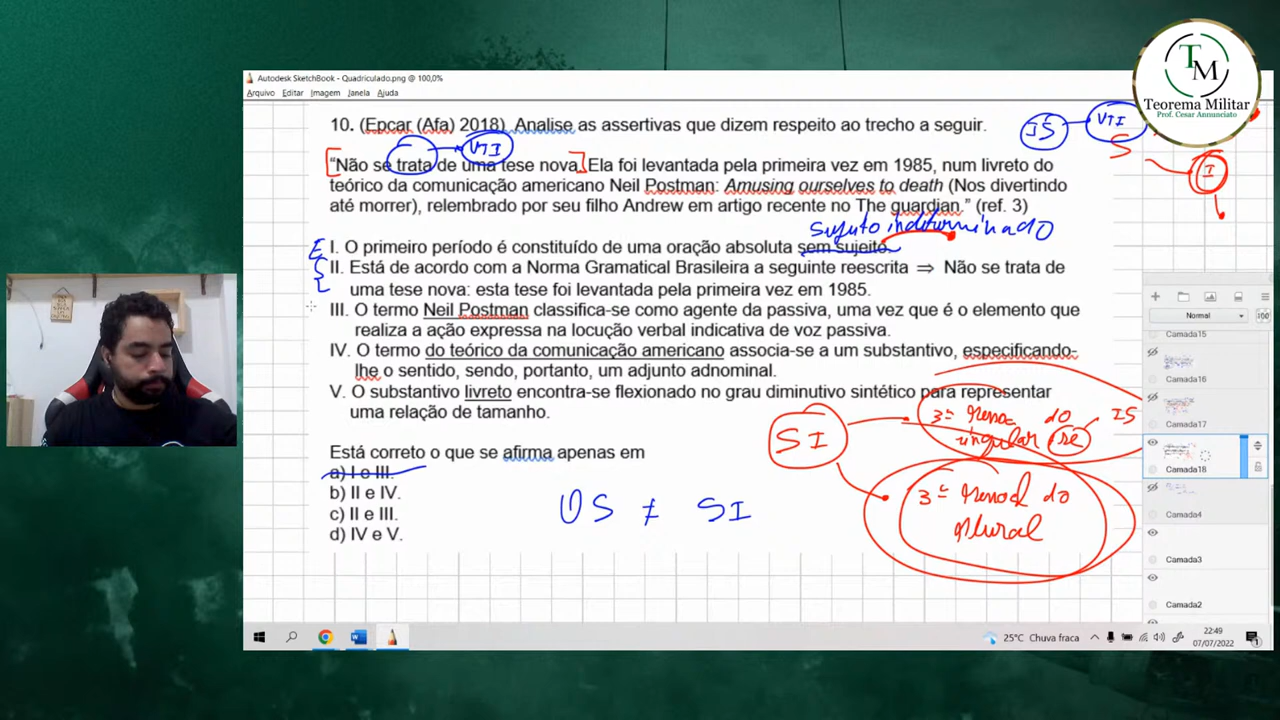 Autodesk SketchBook - Quadriculado.png @ 100,0%
Arquivo Editar Imagem Janela Ajuda
TM
Teorema Militar
Prof. Cesar Annunciato
10. (Epcar (Afa) 2018) Analise as assertivas que dizem respeito ao trecho a seguir.
IS VTI
VTI
S
I
"Não se trata de uma tese nova. Ela foi levantada pela primeira vez em 1985, num livreto do
teórico da comunicação americano Neil Postman: Amusing ourselves to death (Nos divertindo
até morrer), relembrado por seu filho Andrew em artigo recente no The guardian." (ref. 3)
sujeito indeterminado
E I. O primeiro período é constituído de uma oração absoluta sem sujeito.
II. Está de acordo com a Norma Gramatical Brasileira a seguinte reescrita ⇒ Não se trata de
uma tese nova: esta tese foi levantada pela primeira vez em 1985.
III. O termo Neil Postman classifica-se como agente da passiva, uma vez que é o elemento que
realiza a ação expressa na locução verbal indicativa de voz passiva.
IV. O termo do teórico da comunicação americano associa-se a um substantivo, especificando-
lhe o sentido, sendo, portanto, um adjunto adnominal.
V. O substantivo livreto encontra-se flexionado no grau diminutivo sintético para representar
uma relação de tamanho.
Está correto o que se afirma apenas em
a) I e III.
b) II e IV.
c) II e III.
d) IV e V.
SI
3ª do
singular se IS
3ª do
plural
OS ≠ SI
Normal 100
Camada15
Camada16
Camada17
Camada18
Camada4
Camada3
Camada2
25°C Chuva fraca
22:49
07/07/2022